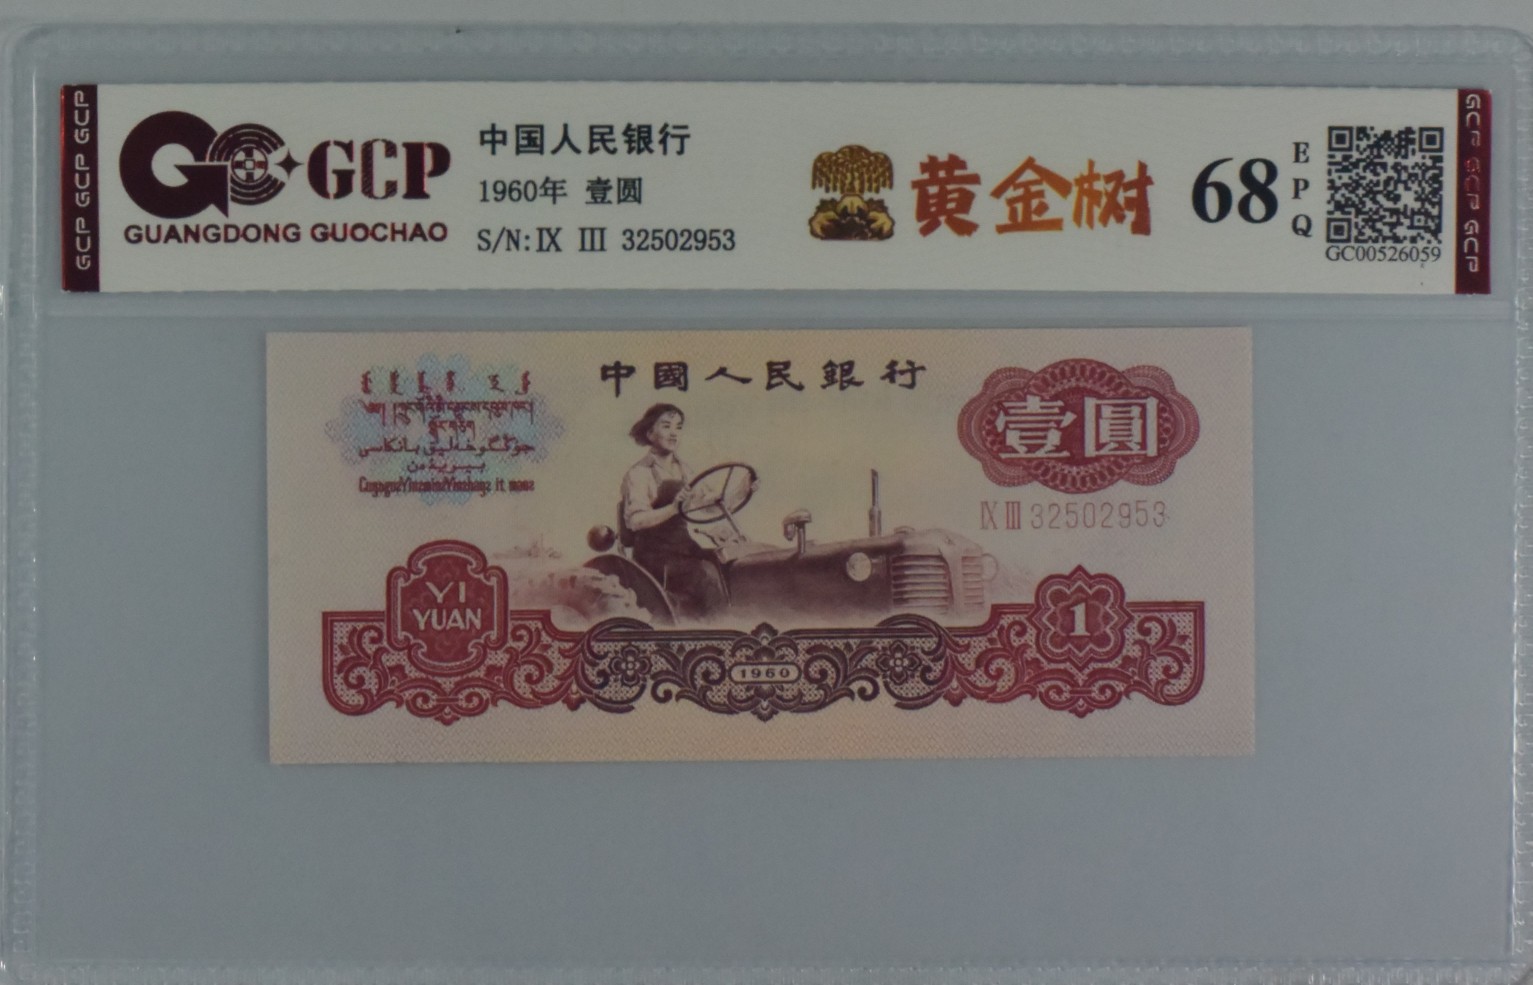 GCP GCP GCP
GCP
GUANGDONG GUOCHAO
中国人民银行
1960年 壹圆
S/N: IX III 32502953
黄金树
68
E
P
Q
GC00526059
GCP GCP GCP GCP
中國人民銀行
壹圓
IX III 32502953
YI
YUAN
1960
1